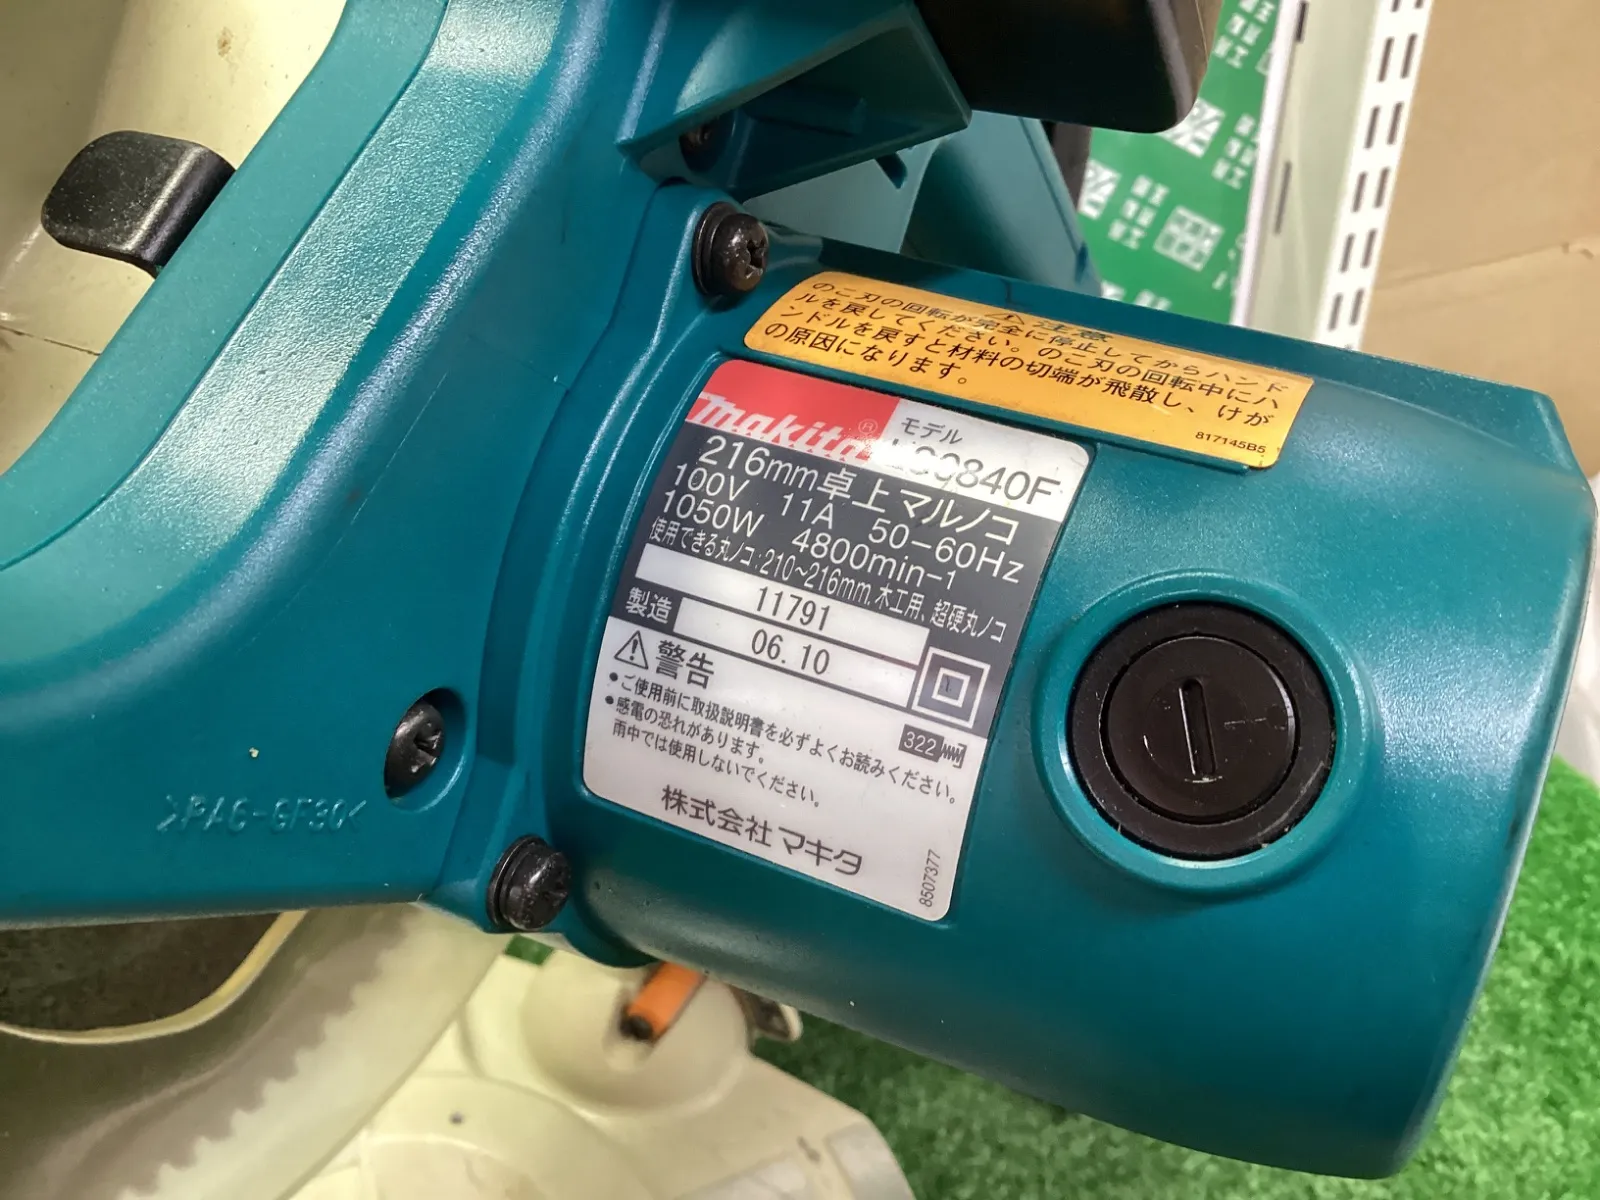 ⚠ 注意
のこ刃の回転が完全に停止してからハンド
ルを戻してください。のこ刃の回転中にハ
ンドルを戻すと材料の切端が飛散し、けが
の原因になります。
817145B5
makita®
モデル
216mm卓上マルノコ
100V 11A 50-60Hz
1050W 4800min-1
使用できる丸ノコ:210~216mm,木工用、超硬丸ノコ
11791
製造 06.10
⚠ 警告
•ご使用前に取扱説明書を必ずよくお読みください。
•感電の恐れがあります。
雨中では使用しないでください。
322
株式会社マキタ
8507377